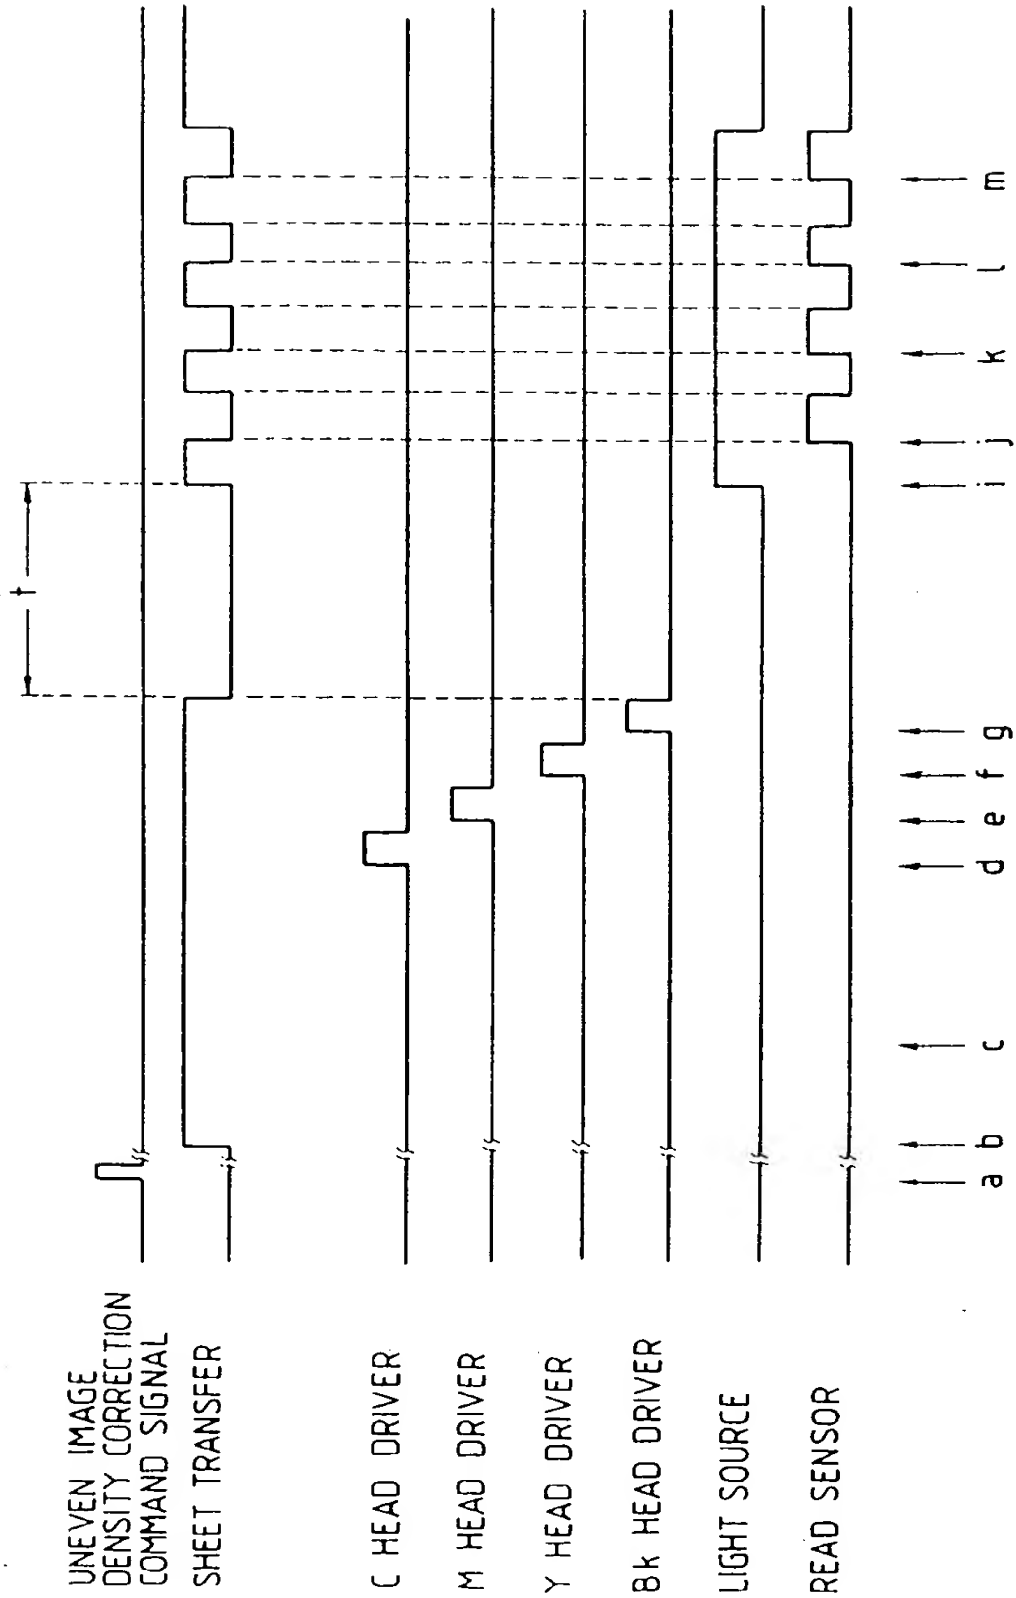 UNEVEN IMAGE
DENSITY CORRECTION
COMMAND SIGNAL
SHEET TRANSFER
C HEAD DRIVER
M HEAD DRIVER
Y HEAD DRIVER
Bk HEAD DRIVER
LIGHT SOURCE
READ SENSOR
t
a b c d e f g i j k l m